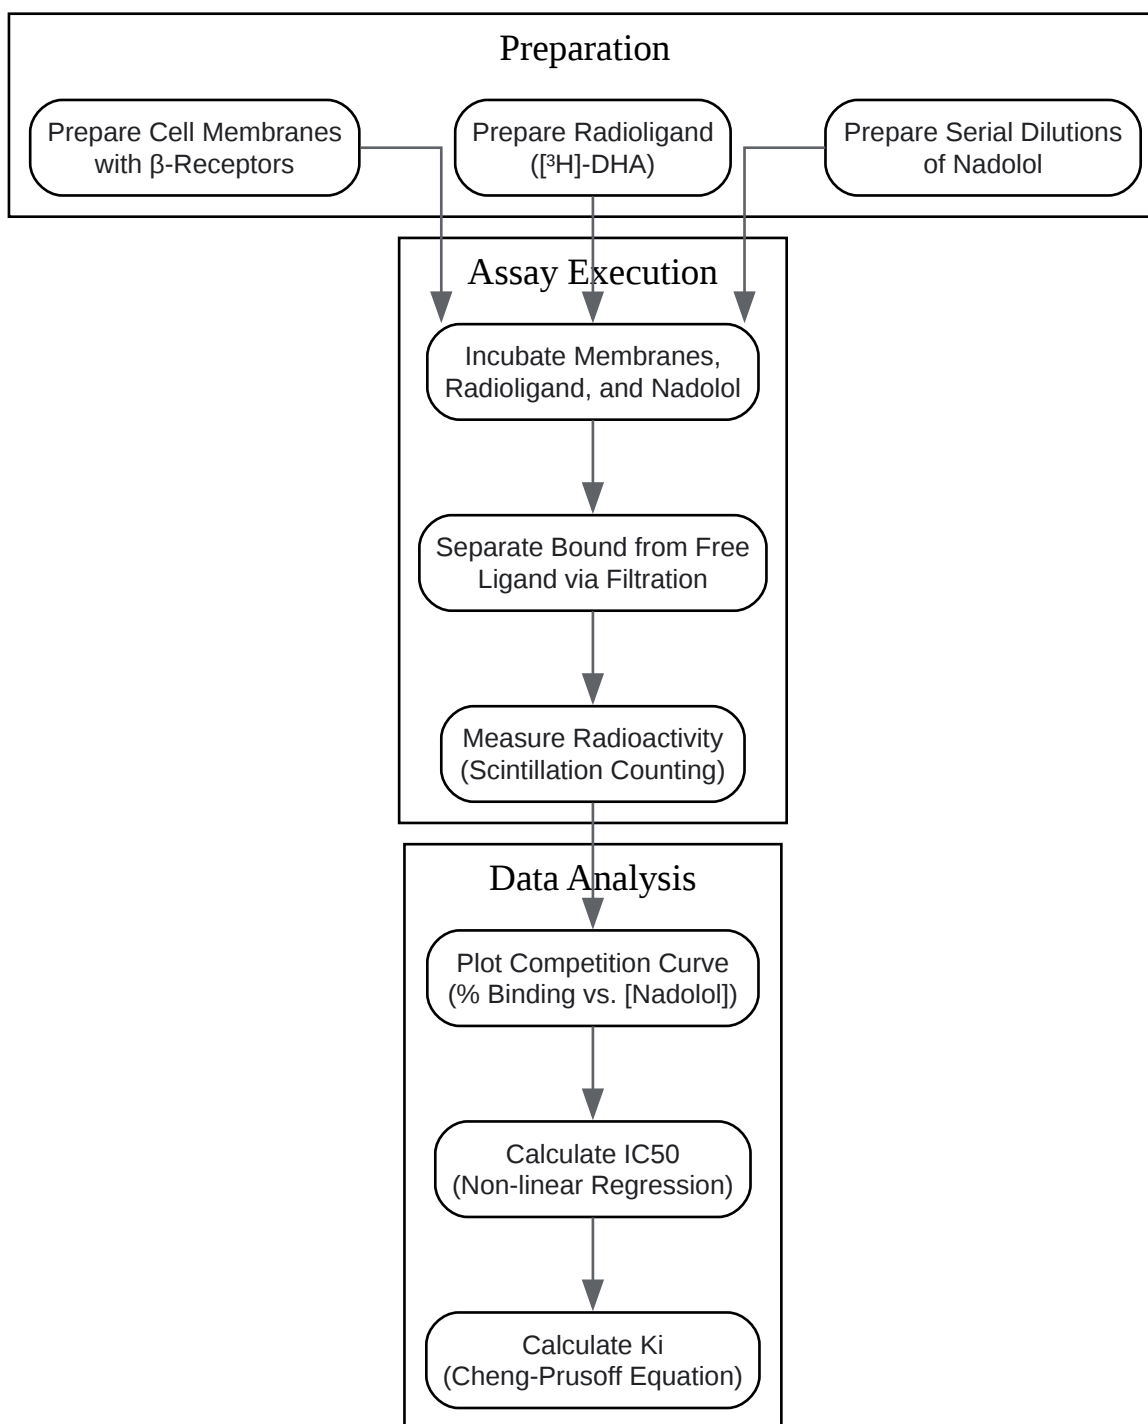 Preparation
Prepare Cell Membranes
with β-Receptors
Prepare Radioligand
([³H]-DHA)
Prepare Serial Dilutions
of Nadolol
Assay Execution
Incubate Membranes,
Radioligand, and Nadolol
Separate Bound from Free
Ligand via Filtration
Measure Radioactivity
(Scintillation Counting)
Data Analysis
Plot Competition Curve
(% Binding vs. [Nadolol])
Calculate IC50
(Non-linear Regression)
Calculate Ki
(Cheng-Prusoff Equation)